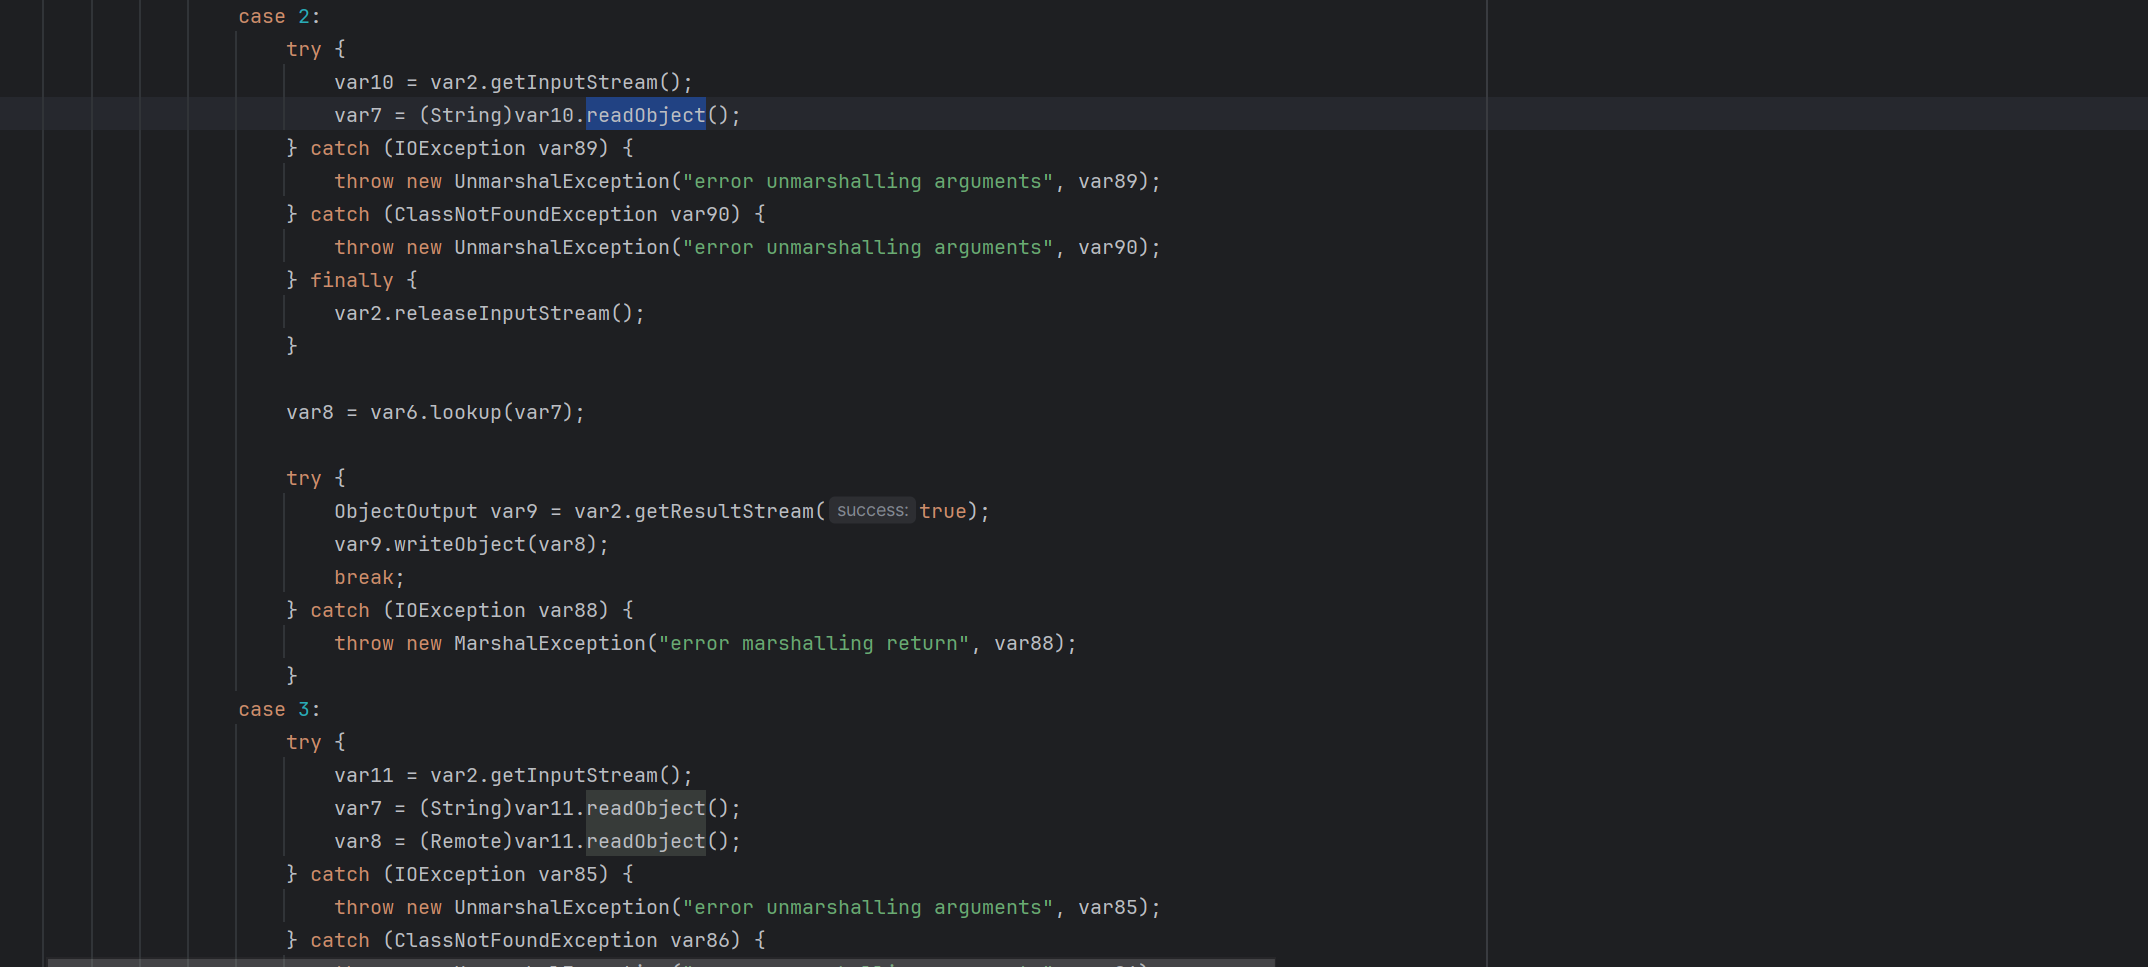 case 2:
try {
var10 = var2.getInputStream();
var7 = (String)var10.readObject();
} catch (IOException var89) {
throw new UnmarshalException("error unmarshalling arguments", var89);
} catch (ClassNotFoundException var90) {
throw new UnmarshalException("error unmarshalling arguments", var90);
} finally {
var2.releaseInputStream();
}
var8 = var6.lookup(var7);
try {
ObjectOutput var9 = var2.getResultStream( success: true);
var9.writeObject(var8);
break;
} catch (IOException var88) {
throw new MarshalException("error marshalling return", var88);
}
case 3:
try {
var11 = var2.getInputStream();
var7 = (String)var11.readObject();
var8 = (Remote)var11.readObject();
} catch (IOException var85) {
throw new UnmarshalException("error unmarshalling arguments", var85);
} catch (ClassNotFoundException var86) {